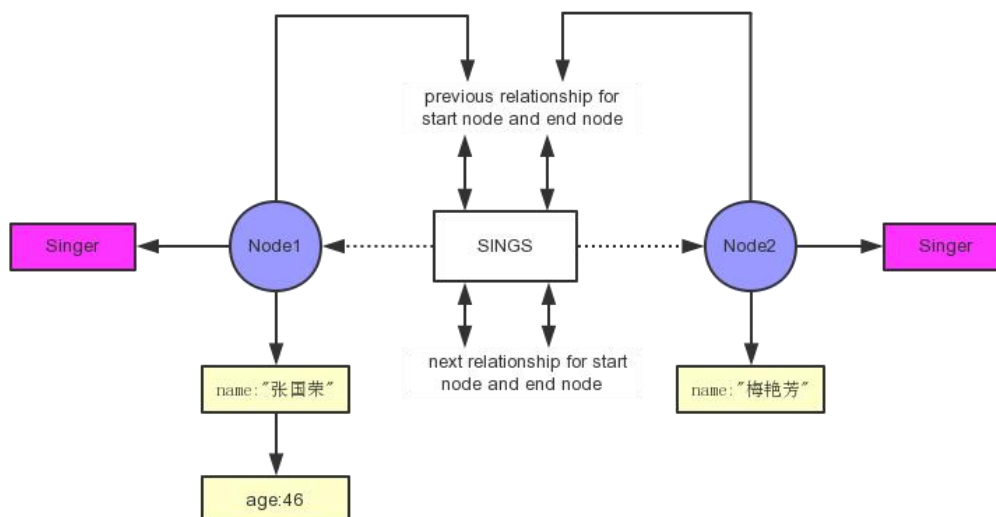 previous relationship for
start node and end node
Singer
Node1
SINGS
Node2
Singer
next relationship for start
node and end node
name:"张国荣"
name:"梅艳芳"
age:46